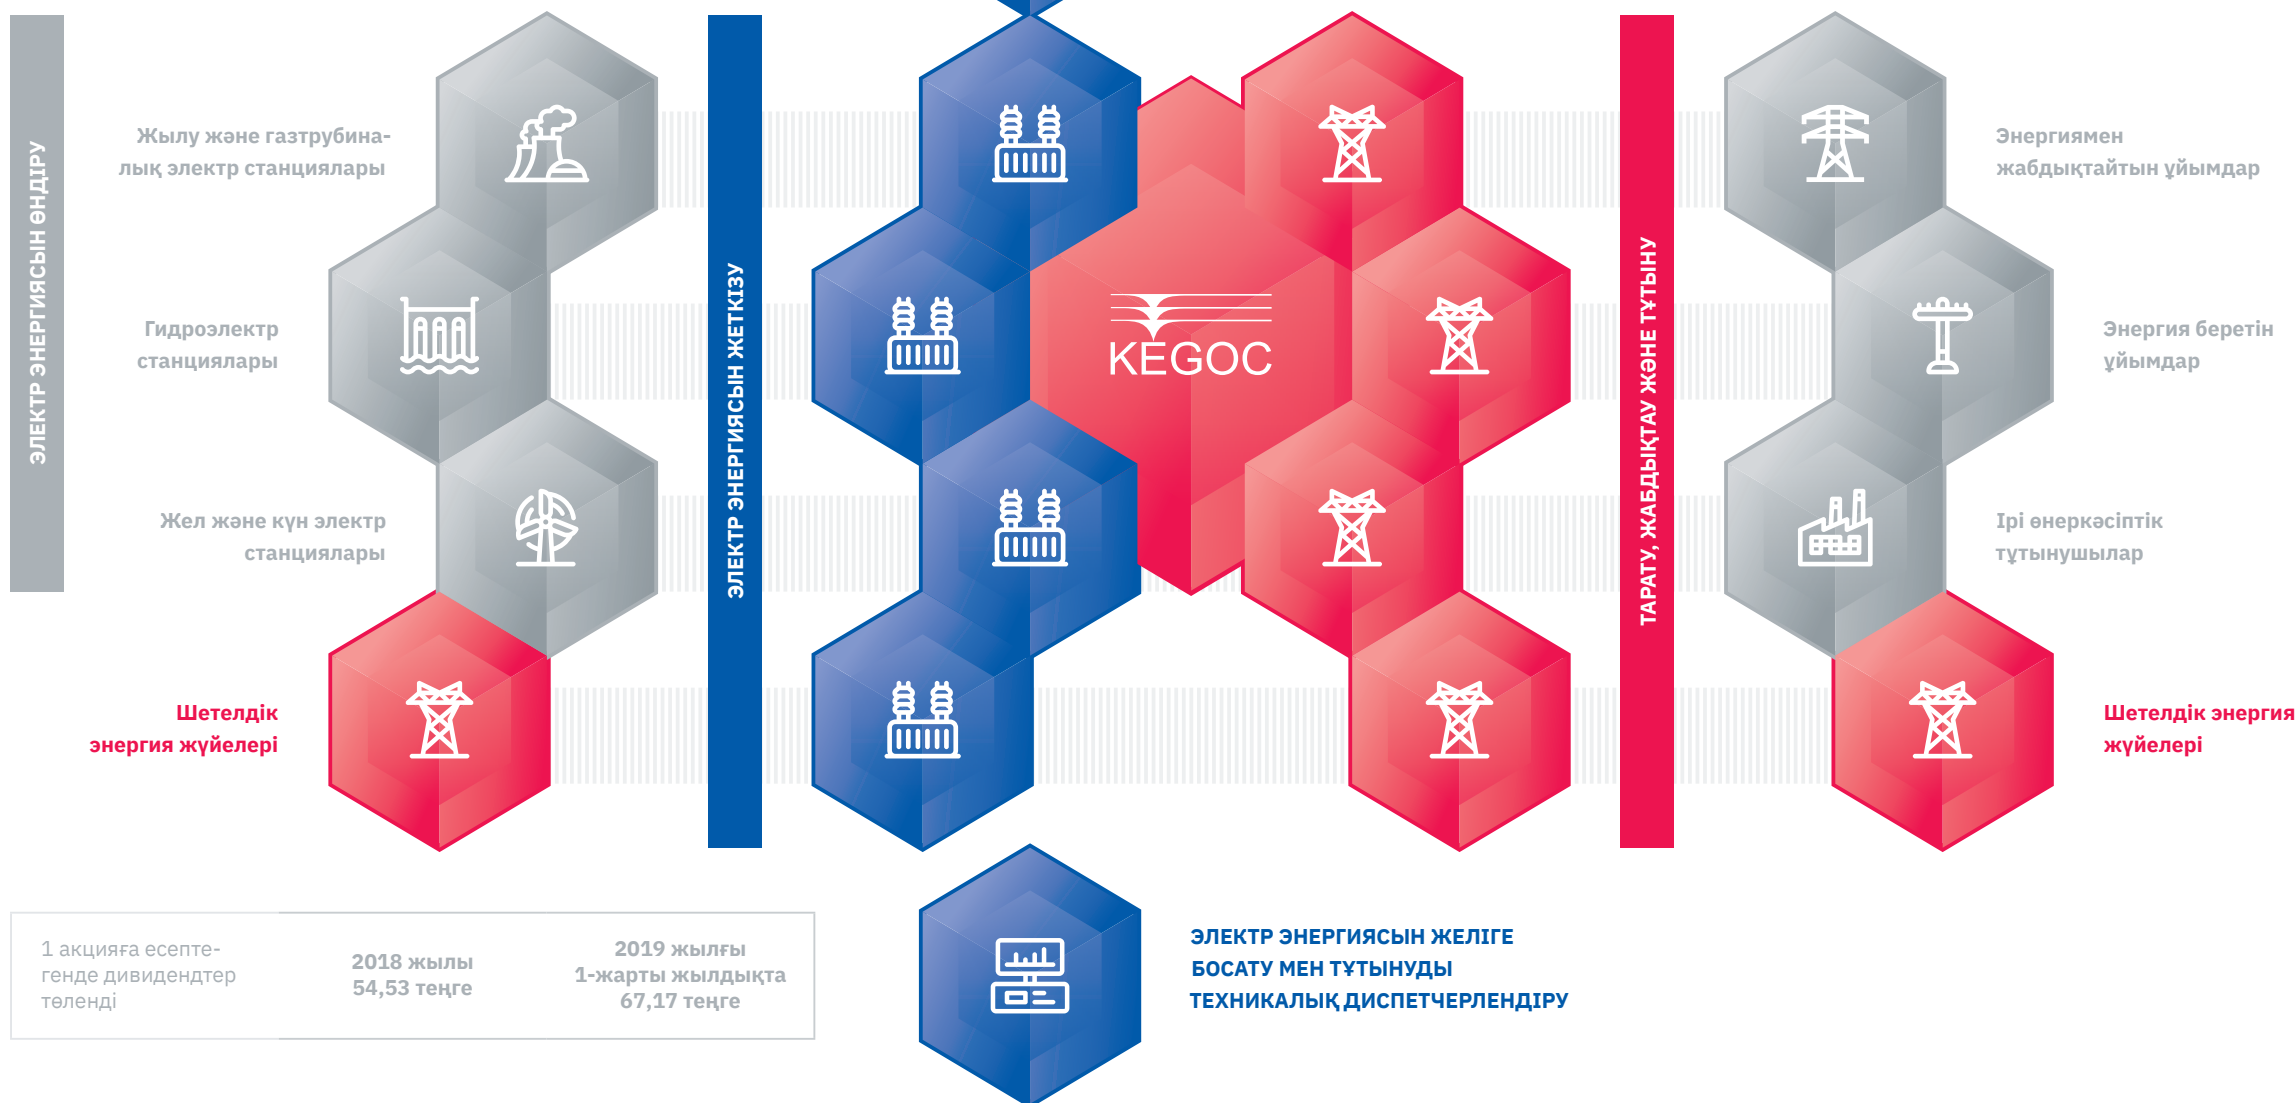 ЭЛЕКТР ЭНЕРГИЯСЫН ӨНДІРУ
Жылу және газтрубина-
лық электр станциялары
Гидроэлектр
станциялары
Жел және күн электр
станциялары
Шетелдік
энергия жүйелері
ЭЛЕКТР ЭНЕРГИЯСЫН ЖЕТКІЗУ
KEGOC
ТАРАТУ, ЖАБДЫҚТАУ ЖӘНЕ ТҰТЫНУ
Энергиямен
жабдықтайтын ұйымдар
Энергия беретін
ұйымдар
Ірі өнеркәсіптік
тұтынушылар
Шетелдік энергия
жүйелері
1 акцияға есепте-
генде дивидендтер
төленді
2018 жылы
54,53 теңге
2019 жылғы
1-жарты жылдықта
67,17 теңге
ЭЛЕКТР ЭНЕРГИЯСЫН ЖЕЛІГЕ
БОСАТУ МЕН ТҰТЫНУДЫ
ТЕХНИКАЛЫҚ ДИСПЕТЧЕРЛЕНДІРУ